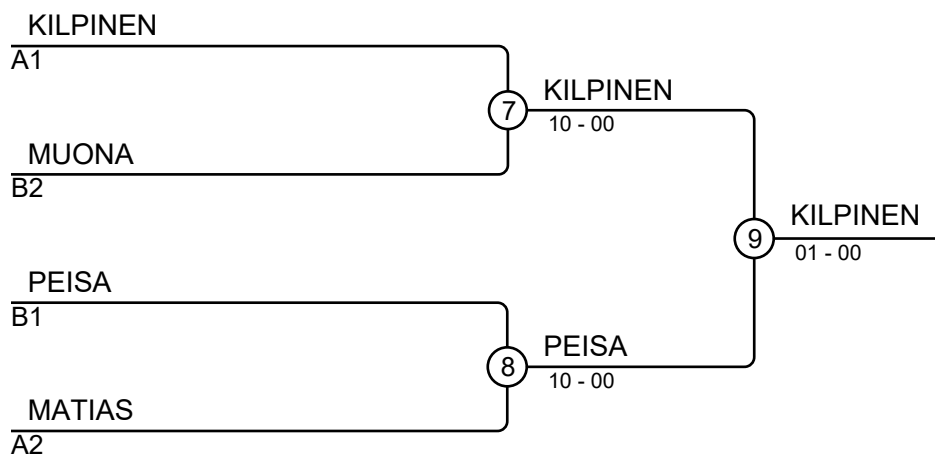 KILPINEN
A1
7
KILPINEN
10 - 00
MUONA
B2
9
KILPINEN
01 - 00
PEISA
B1
8
PEISA
10 - 00
MATIAS
A2